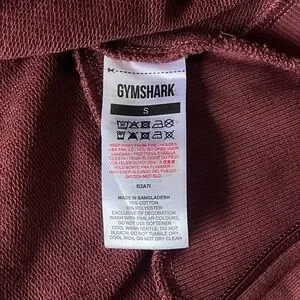 GYMSHARK
S
KEEP AWAY FROM FIRE
B2A7I
MADE IN BANGLADESH
70% COTTON
30% POLYESTER
EXCLUSIVE OF DECORATION
WASH WITH SIMILAR COLOURS,
DO NOT USE SOFTENER
COOL WASH, GENTLE, DO NOT
BLEACH, DO NOT TUMBLE DRY,
COOL IRON, DO NOT DRY CLEAN